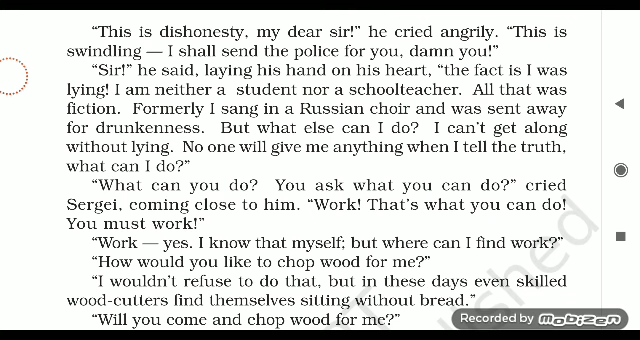 “This is dishonesty, my dear sir!” he cried angrily. “This is
swindling — I shall send the police for you, damn you!”
“Sir!” he said, laying his hand on his heart, “the fact is I was
lying! I am neither a student nor a schoolteacher. All that was
fiction. Formerly I sang in a Russian choir and was sent away
for drunkenness. But what else can I do? I can’t get along
without lying. No one will give me anything when I tell the truth,
what can I do?”
“What can you do? You ask what you can do?” cried
Sergei, coming close to him. “Work! That’s what you can do!
You must work!”
“Work — yes. I know that myself; but where can I find work?”
“How would you like to chop wood for me?”
“I wouldn’t refuse to do that, but in these days even skilled
wood-cutters find themselves sitting without bread.”
“Will you come and chop wood for me?”
Recorded by mobizen